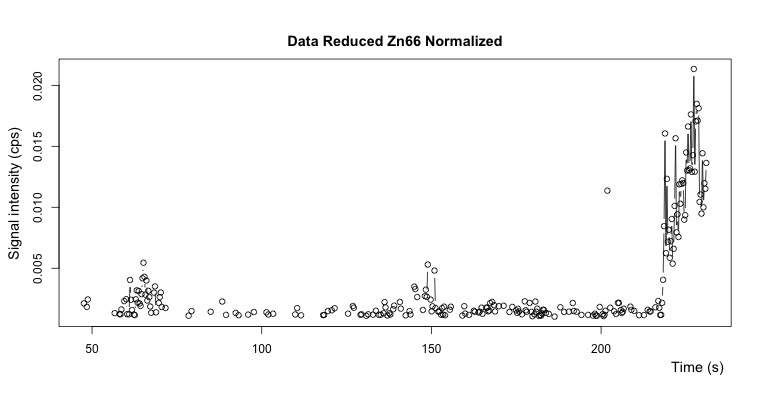 Data Reduced Zn66 Normalized
Signal intensity (cps)
0.020
0.015
0.010
0.005
50 100 150 200
Time (s)